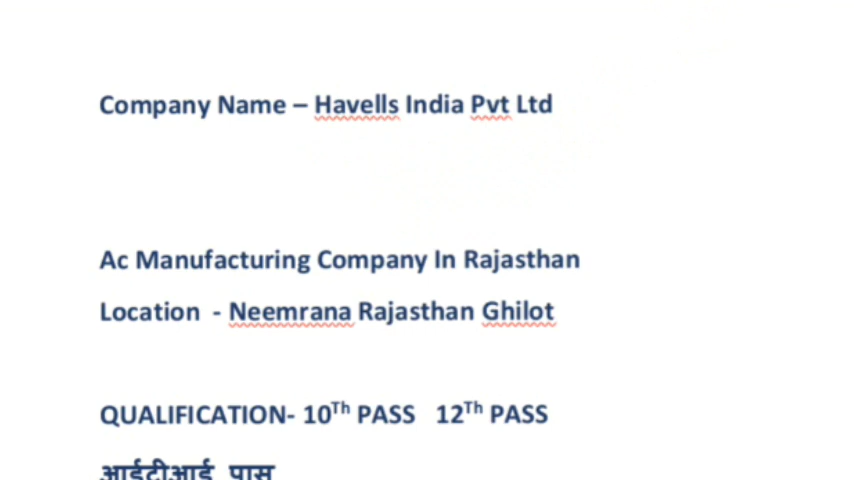 Company Name – Havells India Pvt Ltd
Ac Manufacturing Company In Rajasthan
Location - Neemrana Rajasthan Ghilot
QUALIFICATION- 10Th PASS 12Th PASS
आईटीआई पास